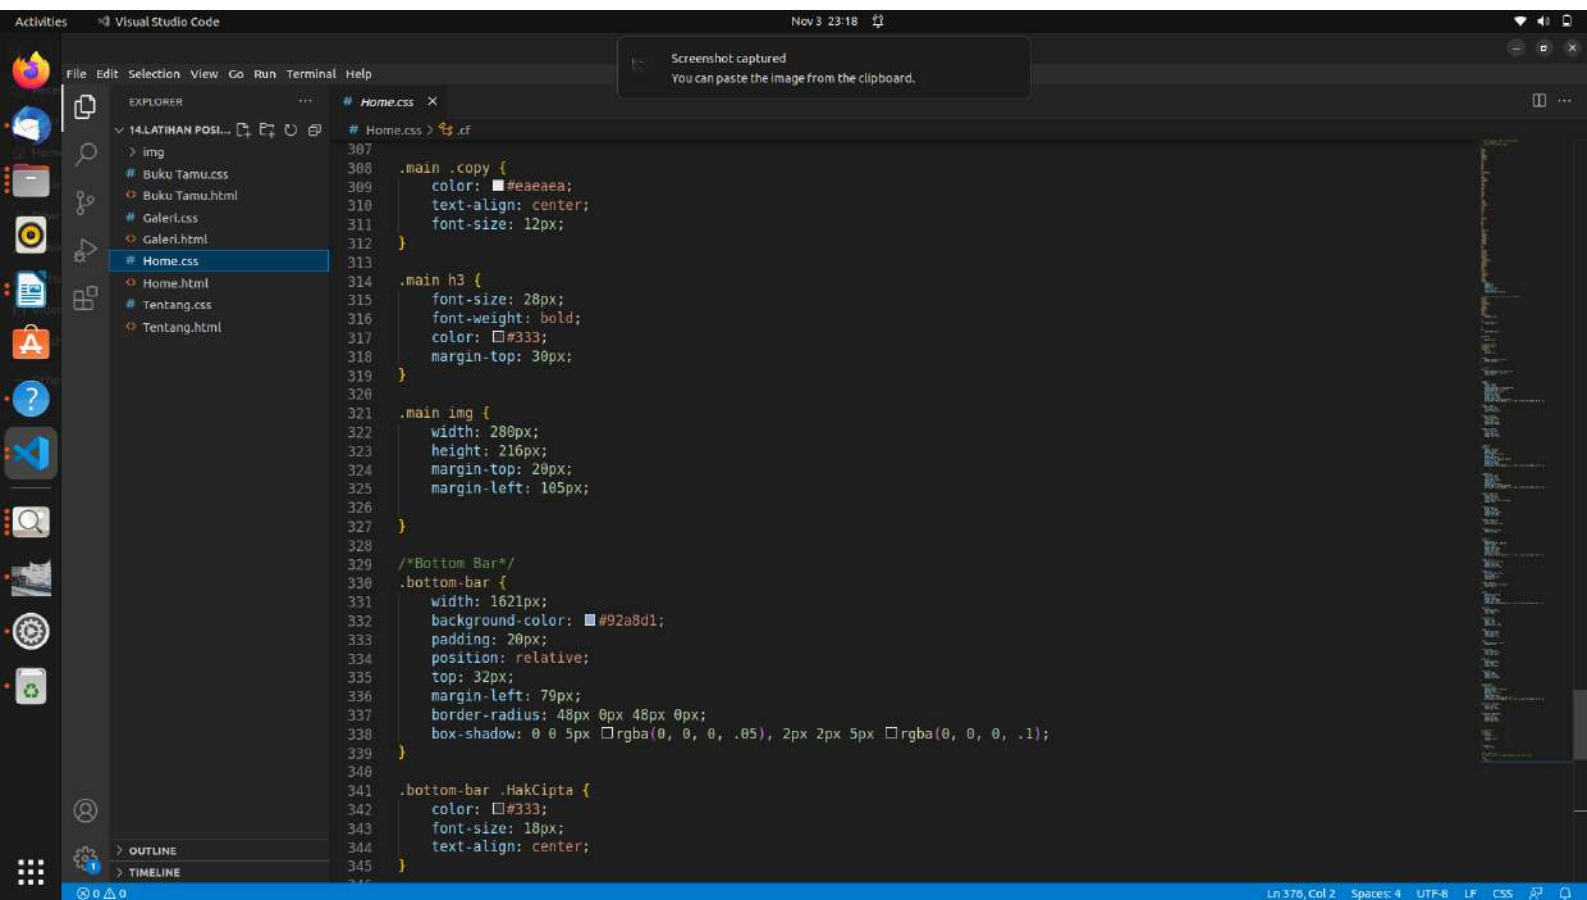 Activities Visual Studio Code Nov 3 23:18
Screenshot captured
You can paste the image from the clipboard.
File Edit Selection View Go Run Terminal Help
EXPLORER ···
# Home.css ×
14.LATIHAN POSI...
# Home.css > .cf
> img
# Buku Tamu.css
<> Buku Tamu.html
# Galeri.css
<> Galeri.html
# Home.css
<> Home.html
# Tentang.css
<> Tentang.html
307
308 .main .copy {
309 color: #eaeaea;
310 text-align: center;
311 font-size: 12px;
312 }
313
314 .main h3 {
315 font-size: 28px;
316 font-weight: bold;
317 color: #333;
318 margin-top: 30px;
319 }
320
321 .main img {
322 width: 280px;
323 height: 216px;
324 margin-top: 20px;
325 margin-left: 105px;
326
327 }
328
329 /*Bottom Bar*/
330 .bottom-bar {
331 width: 1621px;
332 background-color: #92a8d1;
333 padding: 20px;
334 position: relative;
335 top: 32px;
336 margin-left: 79px;
337 border-radius: 48px 0px 48px 0px;
338 box-shadow: 0 0 5px rgba(0, 0, 0, .05), 2px 2px 5px rgba(0, 0, 0, .1);
339 }
340
341 .bottom-bar .HakCipta {
342 color: #333;
343 font-size: 18px;
344 text-align: center;
345 }
> OUTLINE
> TIMELINE
1
0 0
Ln 376, Col 2 Spaces: 4 UTF-8 LF CSS